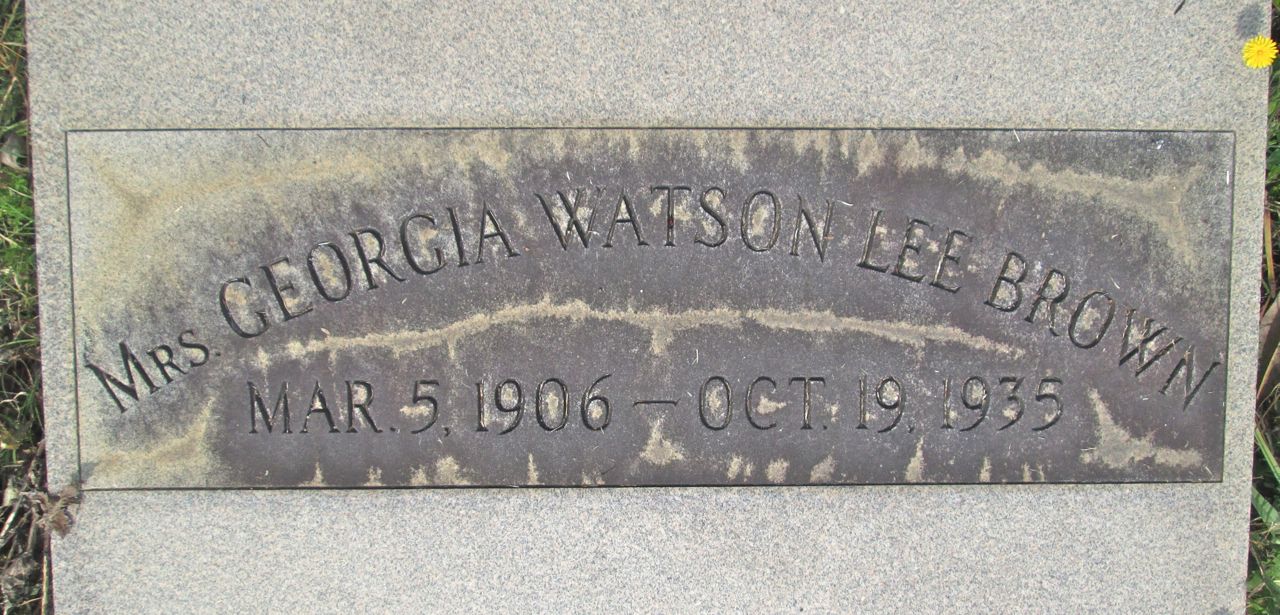 Mrs. GEORGIA WATSON LEE BROWN
MAR. 5, 1906 – OCT. 19, 1935